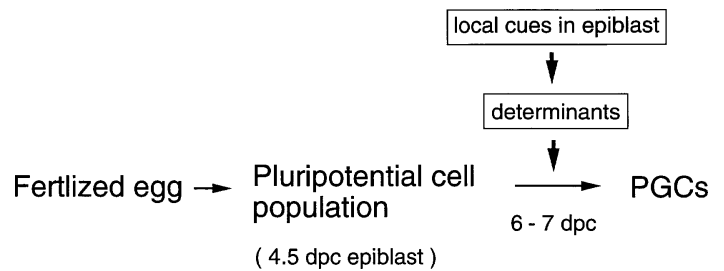 local cues in epiblast
determinants
Fertlized egg
Pluripotential cell
population
PGCs
6 - 7 dpc
( 4.5 dpc epiblast )